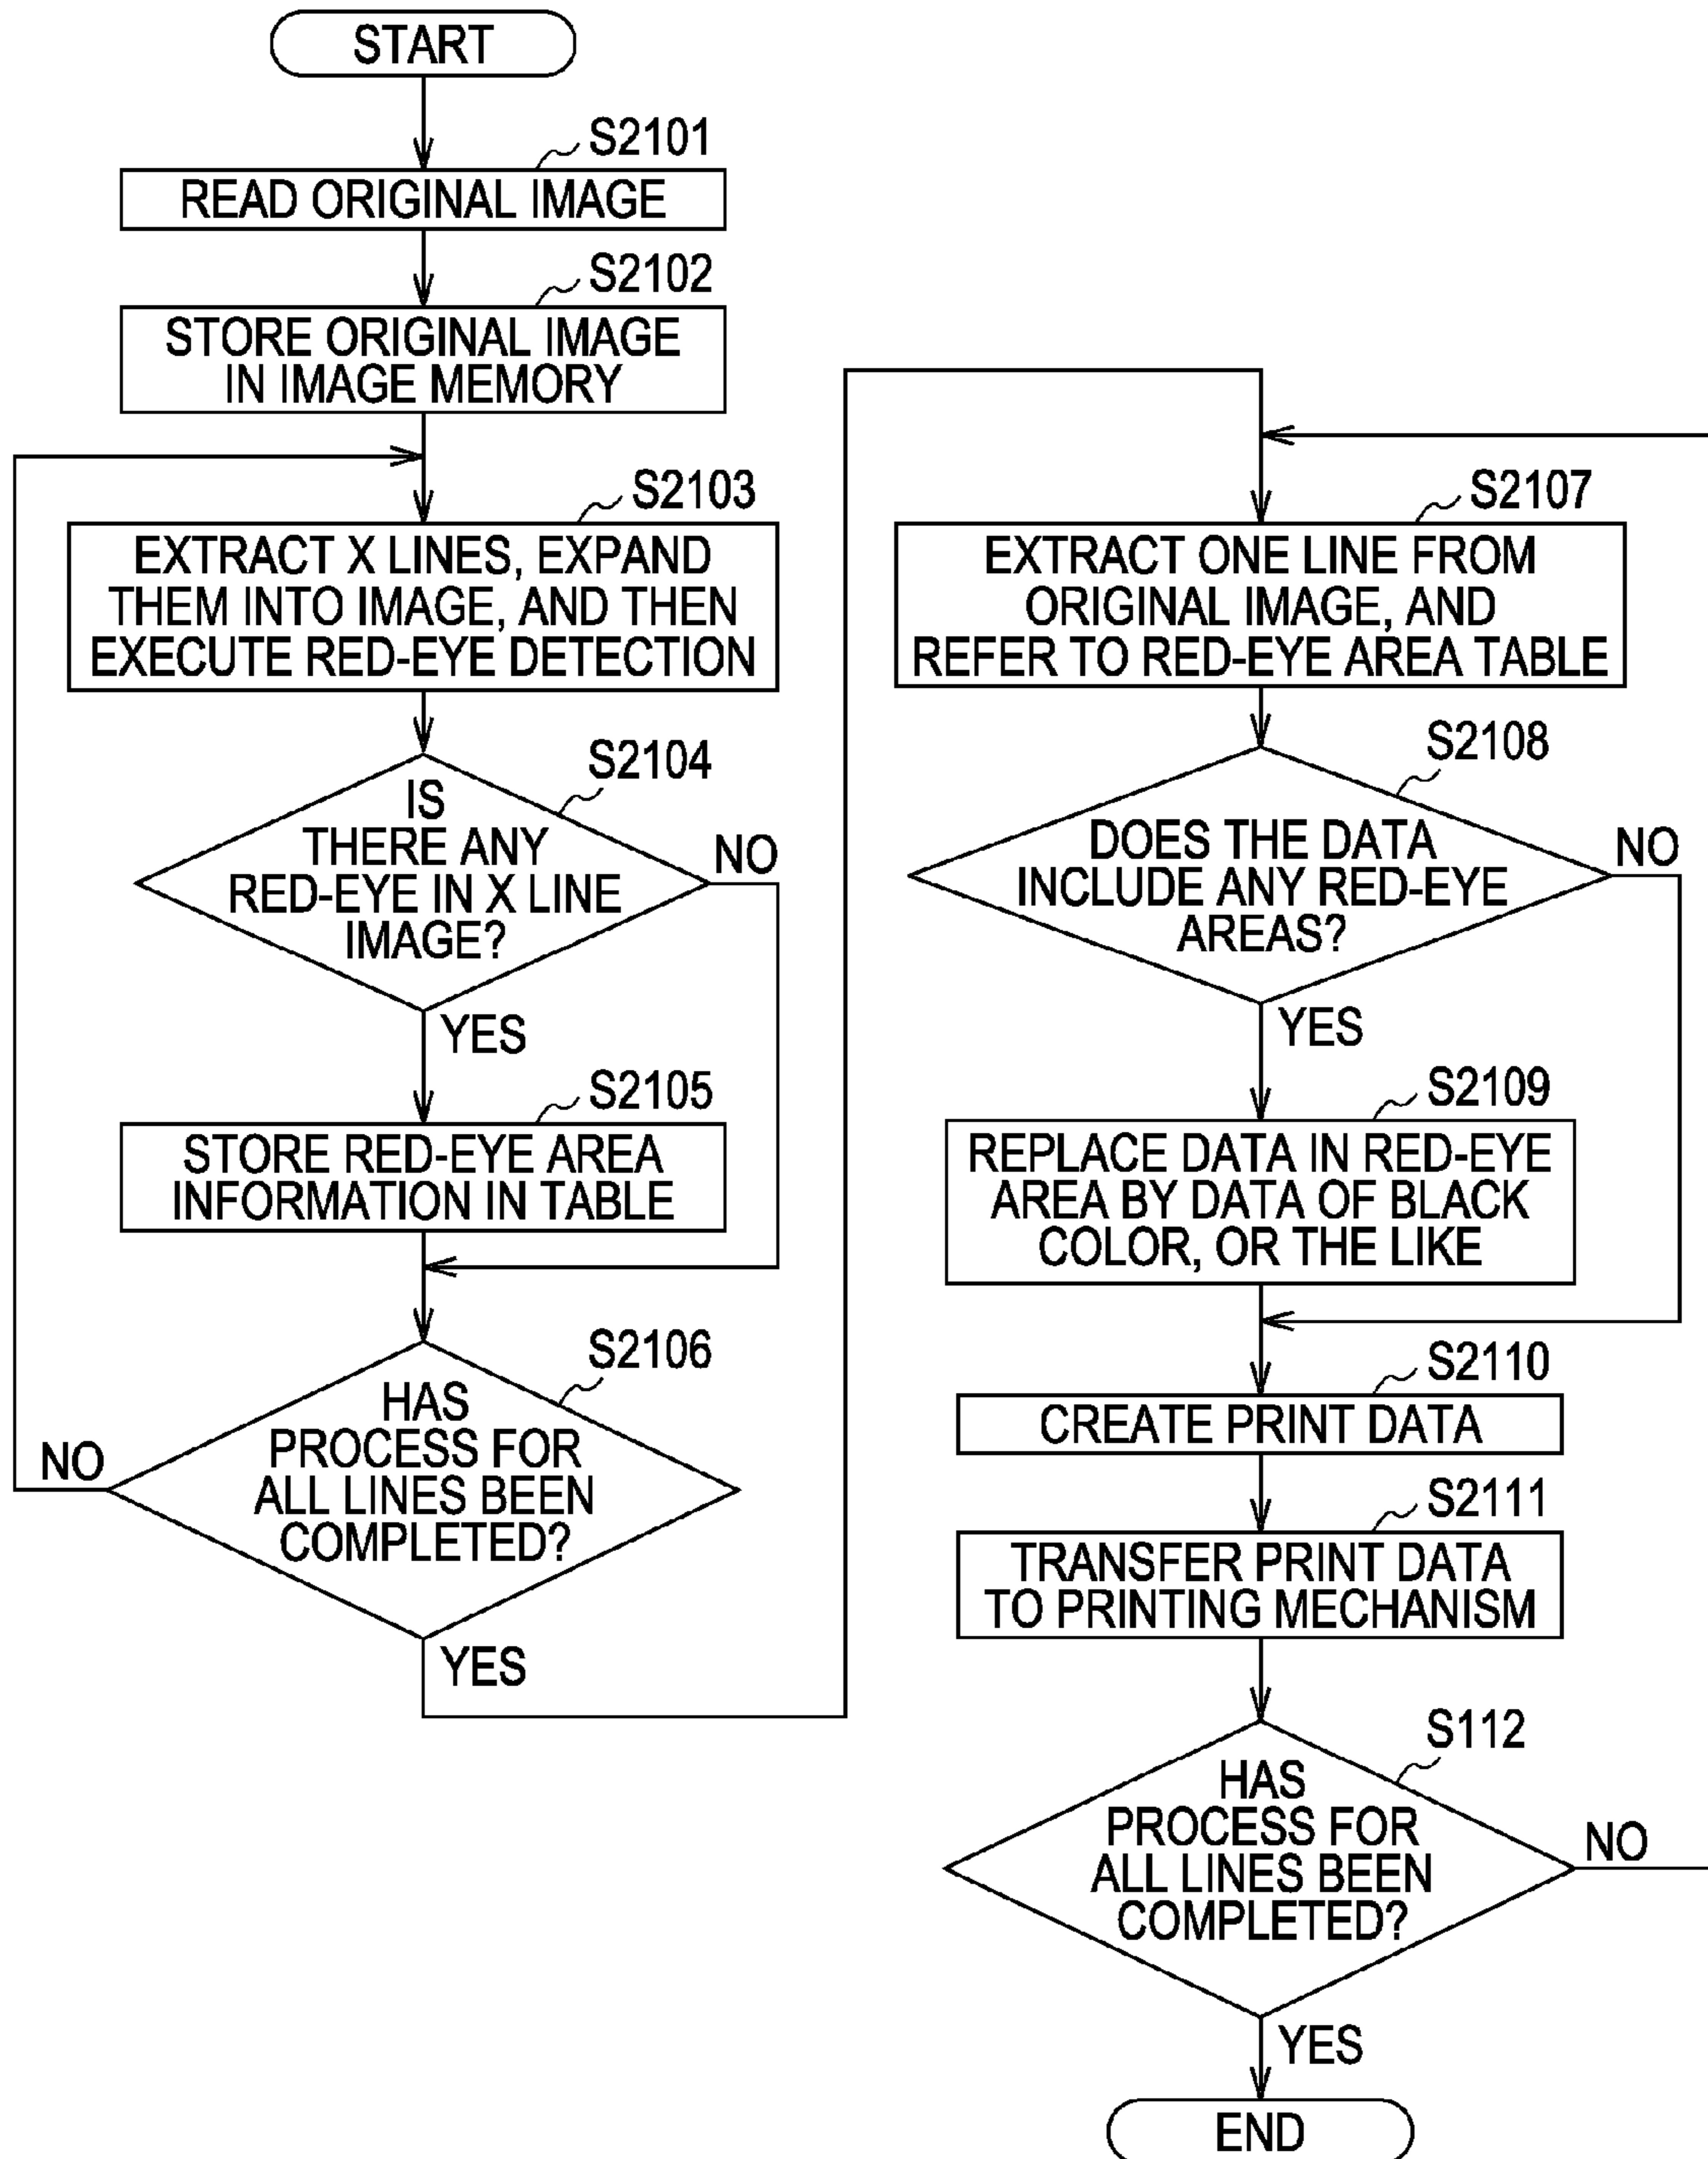 START
S2101
READ ORIGINAL IMAGE
S2102
STORE ORIGINAL IMAGE
IN IMAGE MEMORY
S2103
EXTRACT X LINES, EXPAND
THEM INTO IMAGE, AND THEN
EXECUTE RED-EYE DETECTION
S2104
IS
THERE ANY
RED-EYE IN X LINE
IMAGE?
NO
YES
S2105
STORE RED-EYE AREA
INFORMATION IN TABLE
S2106
HAS
PROCESS FOR
ALL LINES BEEN
COMPLETED?
NO
YES
S2107
EXTRACT ONE LINE FROM
ORIGINAL IMAGE, AND
REFER TO RED-EYE AREA TABLE
S2108
DOES THE DATA
INCLUDE ANY RED-EYE
AREAS?
NO
YES
S2109
REPLACE DATA IN RED-EYE
AREA BY DATA OF BLACK
COLOR, OR THE LIKE
S2110
CREATE PRINT DATA
S2111
TRANSFER PRINT DATA
TO PRINTING MECHANISM
S112
HAS
PROCESS FOR
ALL LINES BEEN
COMPLETED?
NO
YES
END